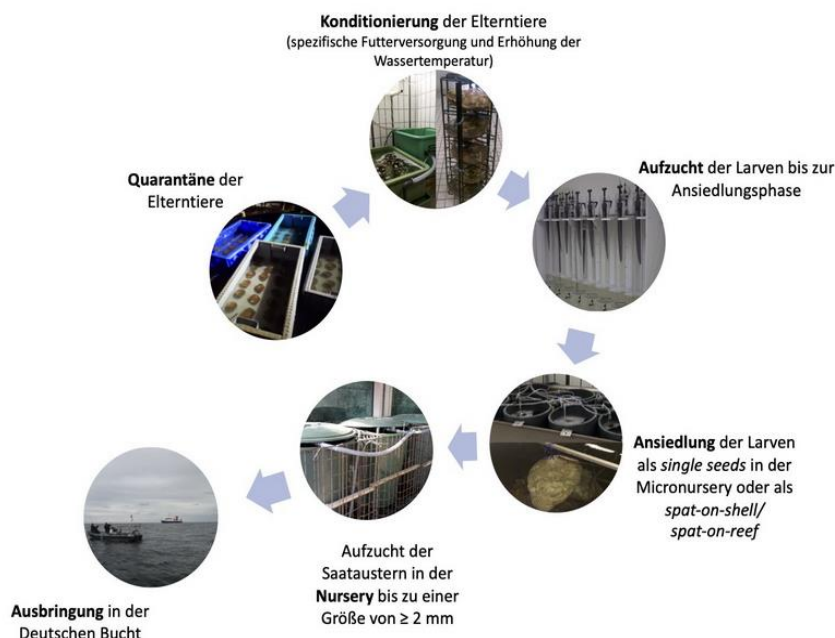 Konditionierung der Elterntiere
(spezifische Futterversorgung und Erhöhung der
Wassertemperatur)
Quarantäne der
Elterntiere
Aufzucht der Larven bis zur
Ansiedlungsphase
Ansiedlung der Larven
als single seeds in der
Micronursery oder als
spat-on-shell/
spat-on-reef
Aufzucht der
Saataustern in der
Nursery bis zu einer
Größe von ≥ 2 mm
Ausbringung in der
Deutschen Bucht